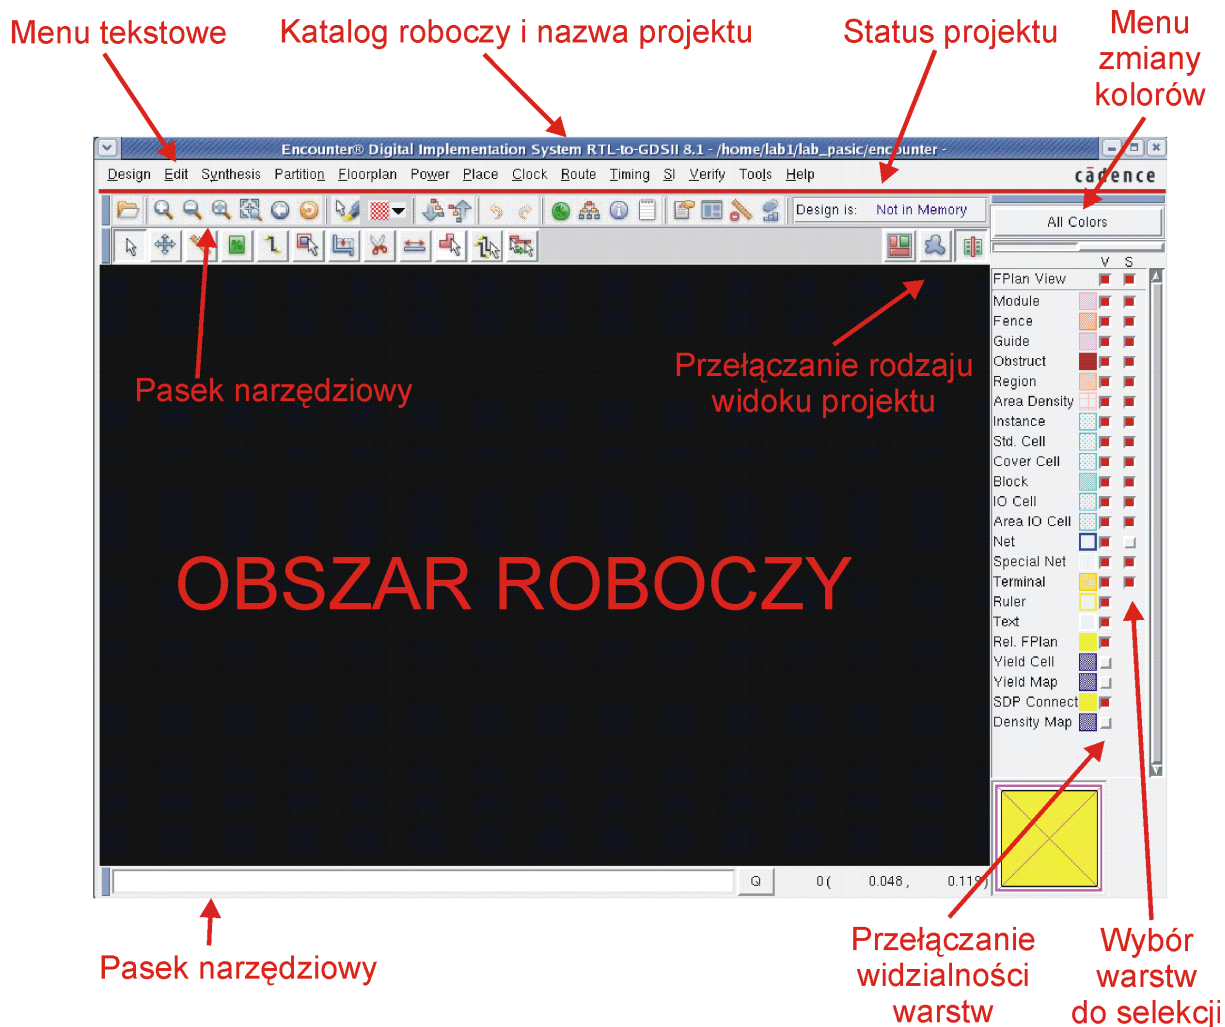 Menu tekstowe
Katalog roboczy i nazwa projektu
Status projektu
Menu
zmiany
kolorów
Encounter® Digital Implementation System RTL-to-GDSII 8.1 - /home/lab1/lab_pasic/encounter -
Design Edit Synthesis Partition Floorplan Power Place Clock Route Timing SI Verify Tools Help
cādence
Design is: Not in Memory
All Colors
V S
FPlan View
Module
Fence
Guide
Obstruct
Region
Area Density
Instance
Std. Cell
Cover Cell
Block
IO Cell
Area IO Cell
Net
Special Net
Terminal
Ruler
Text
Rel. FPlan
Yield Cell
Yield Map
SDP Connect
Density Map
Pasek narzędziowy
Przełączanie rodzaju
widoku projektu
OBSZAR ROBOCZY
Q 0 ( 0.048 , 0.119)
Pasek narzędziowy
Przełączanie
widzialności
warstw
Wybór
warstw
do selekcji